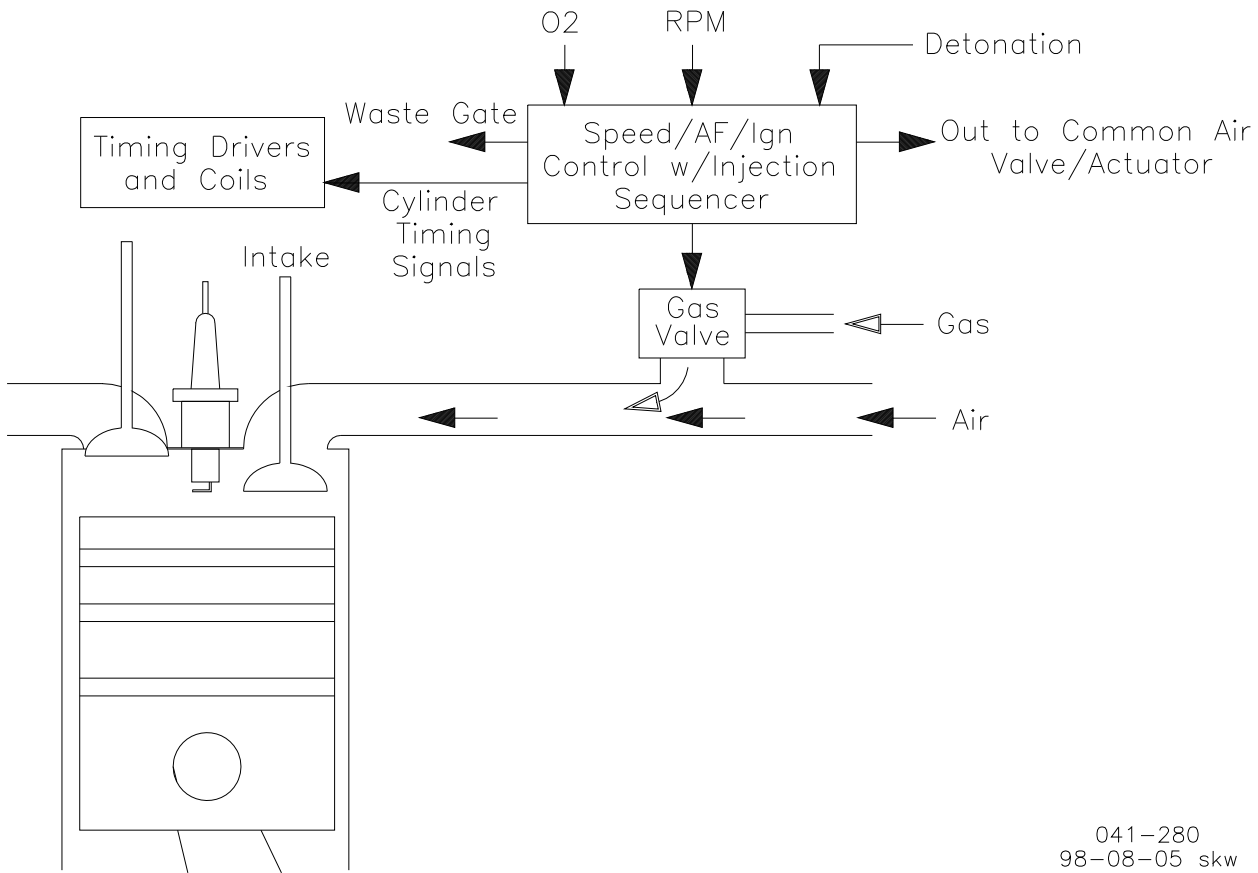 O2
RPM
Detonation
Waste Gate
Timing Drivers
and Coils
Speed/AF/Ign
Control w/Injection
Sequencer
Out to Common Air
Valve/Actuator
Cylinder
Timing
Signals
Intake
Gas
Valve
Gas
Air
041-280
98-08-05 skw